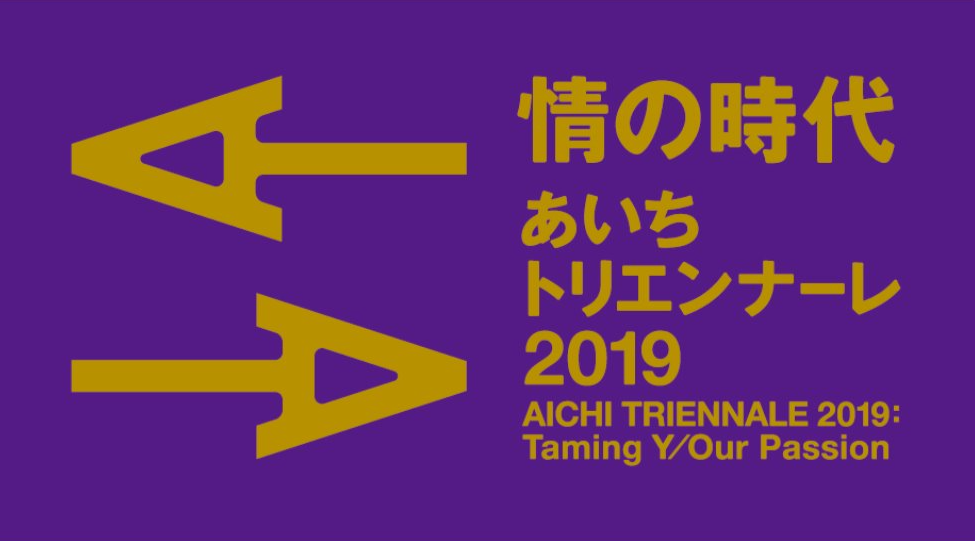 情の時代
あいち
トリエンナーレ
2019
AICHI TRIENNALE 2019:
Taming Y/Our Passion